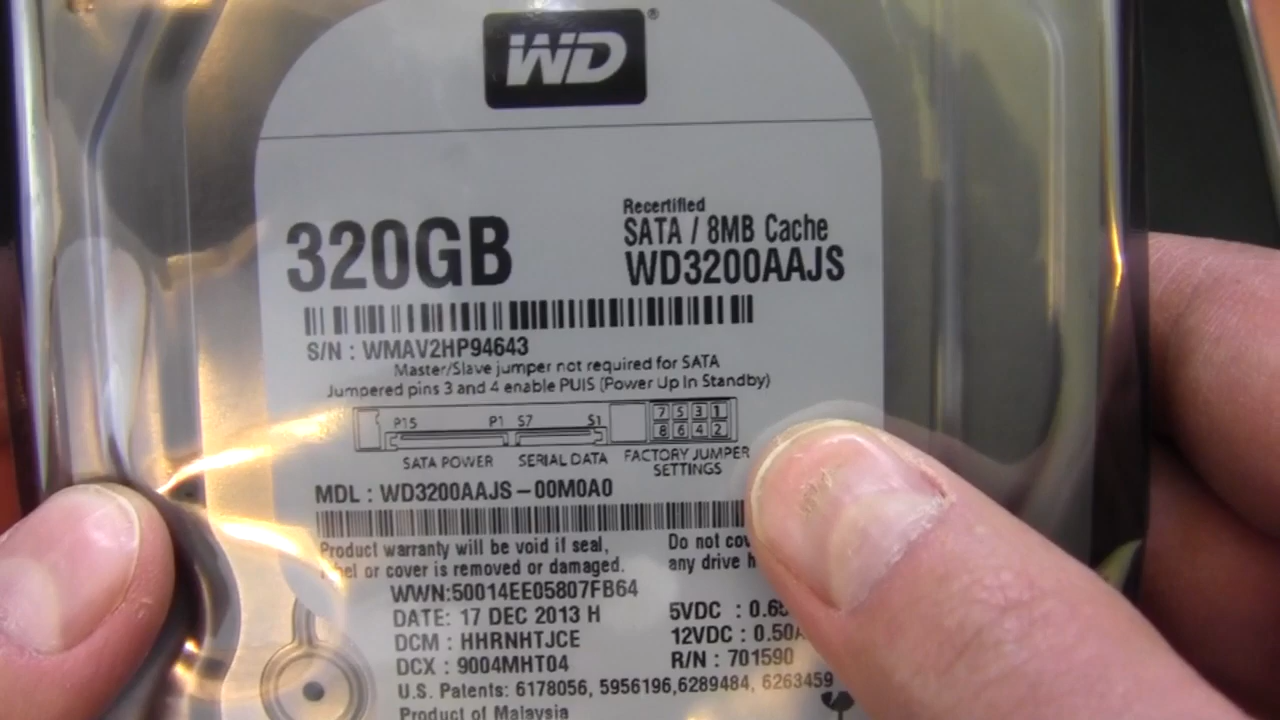 WD®
320GB
Recertified
SATA / 8MB Cache
WD3200AAJS
S/N : WMAV2HP94643
Master/Slave jumper not required for SATA
Jumpered pins 3 and 4 enable PUIS (Power Up In Standby)
P15 P1 S7 S1
7 5 3 1
8 6 4 2
SATA POWER SERIAL DATA FACTORY JUMPER
SETTINGS
MDL : WD3200AAJS-00M0A0
Product warranty will be void if seal,
or cover is removed or damaged.
Do not
any drive
WWN:50014EE05807FB64
DATE: 17 DEC 2013 H
DCM : HHRNHTJCE
DCX : 9004MHT04
5VDC :
12VDC : 0.50A
R/N : 701590
U.S. Patents: 6178056, 5956196,6289484, 6263459
Product of Malaysia